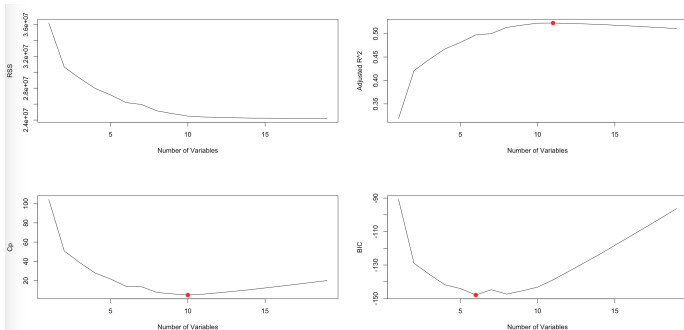 RSS
3.6e+07
3.2e+07
2.8e+07
2.4e+07
5
10
15
Number of Variables
Adjusted R^2
0.50
0.45
0.40
0.35
5
10
15
Number of Variables
Cp
100
80
60
40
20
5
10
15
Number of Variables
BIC
-90
-110
-130
-150
5
10
15
Number of Variables